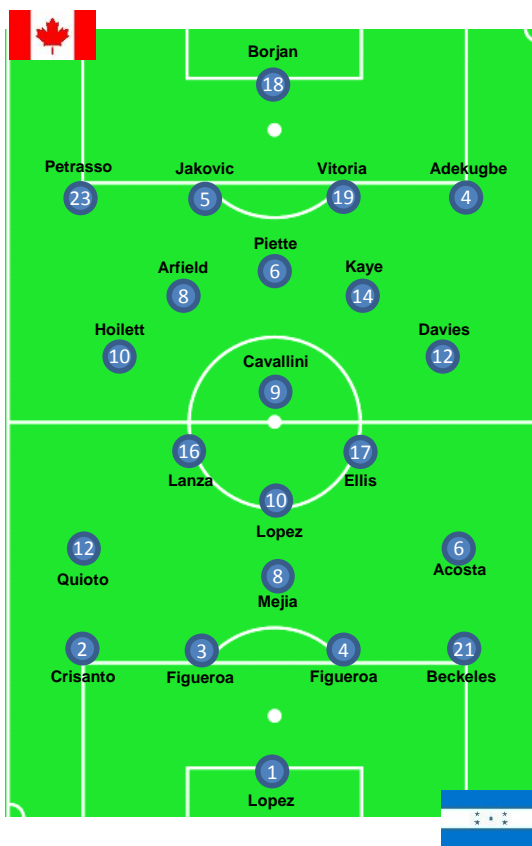 Borjan
18
Petrasso Jakovic Vitoria Adekugbe
23 5 19 4
Piette
6
Arfield Kaye
8 14
Hoilett Davies
10 12
Cavallini
9
16 17
Lanza Ellis
10
Lopez
12 6
Quioto Acosta
8
Mejia
2 3 4 21
Crisanto Figueroa Figueroa Beckeles
1
Lopez